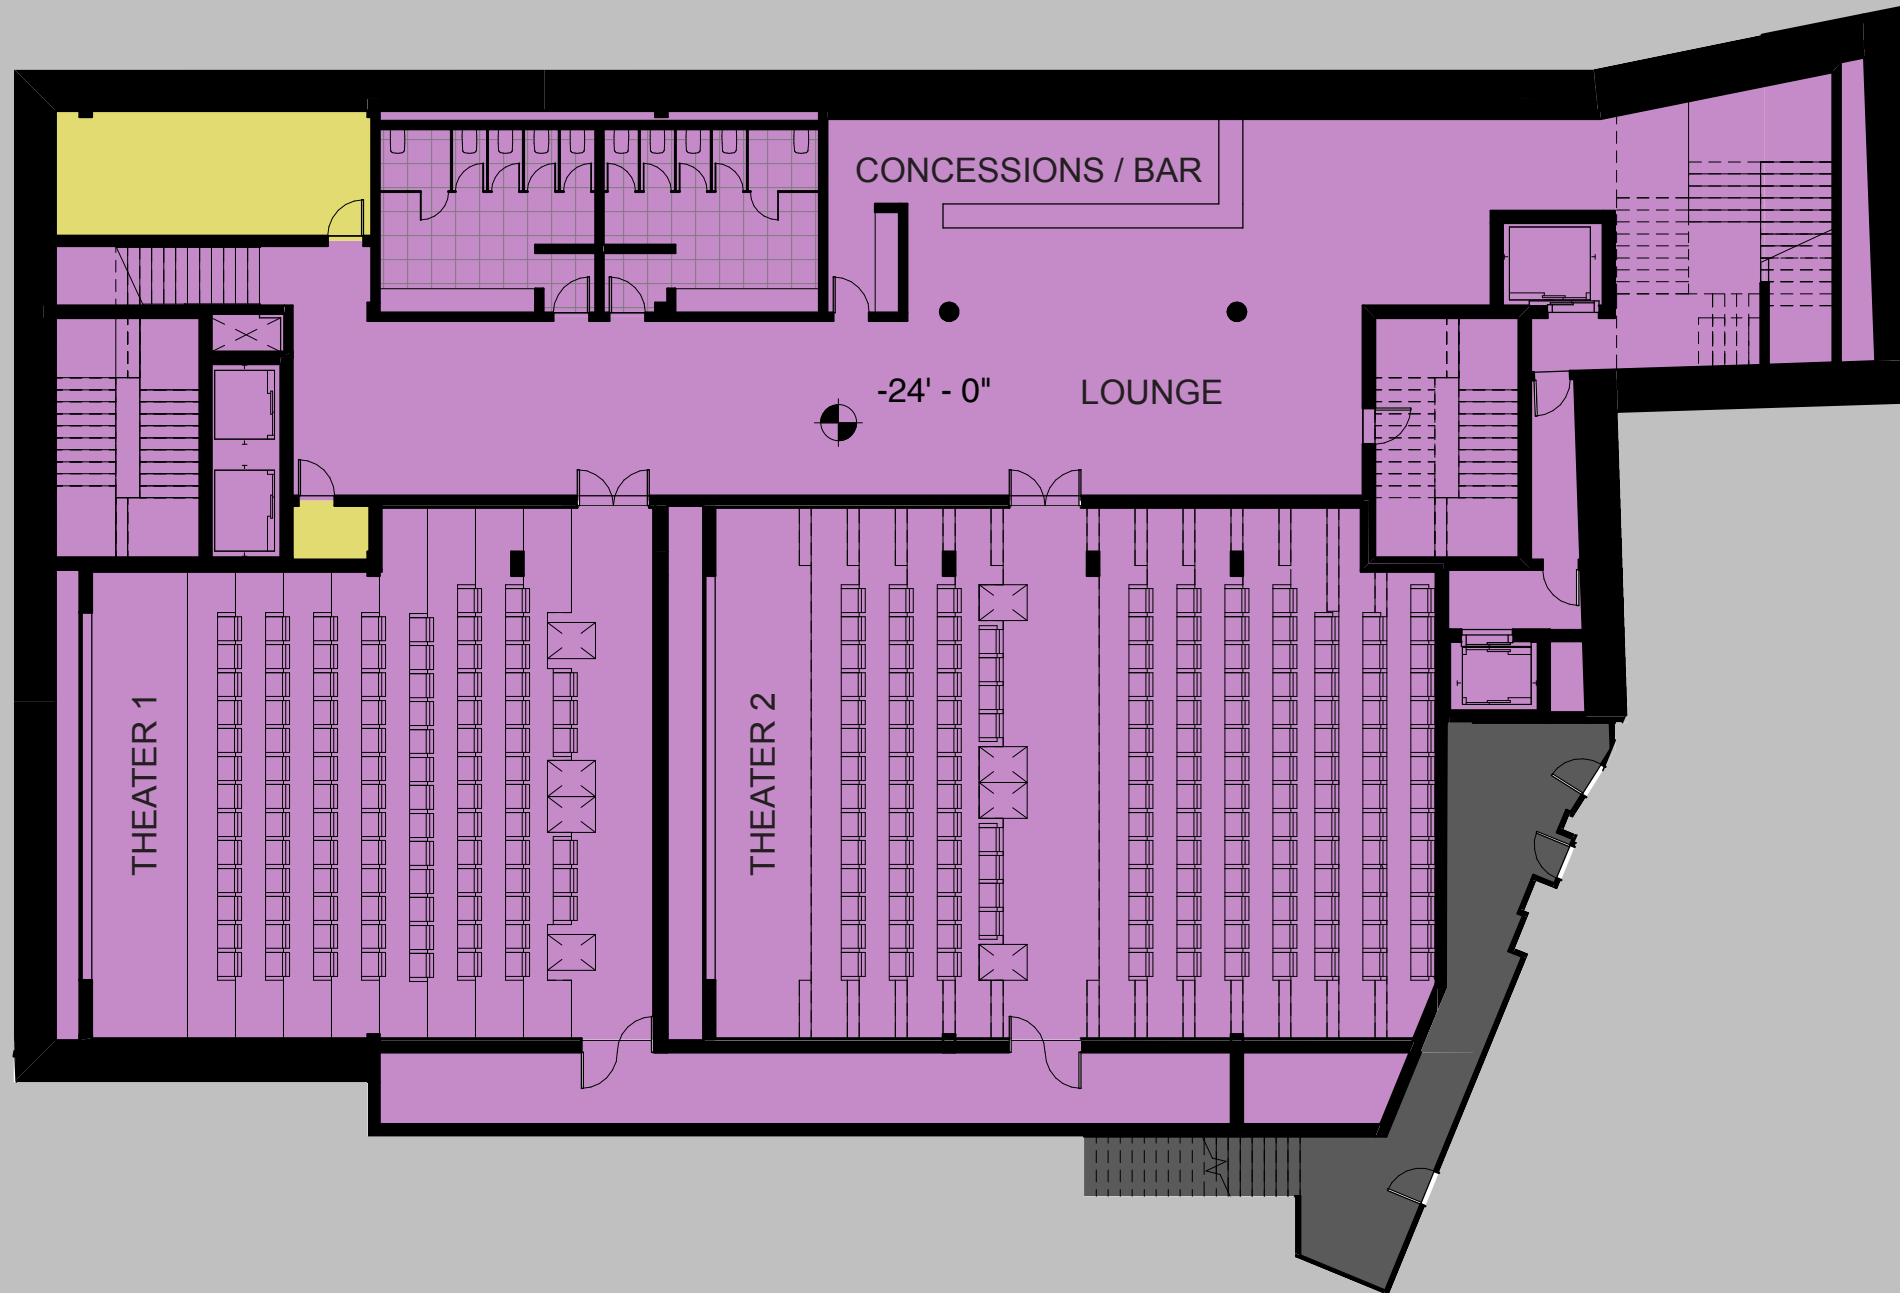 CONCESSIONS / BAR
-24' - 0"
LOUNGE
THEATER 1
THEATER 2